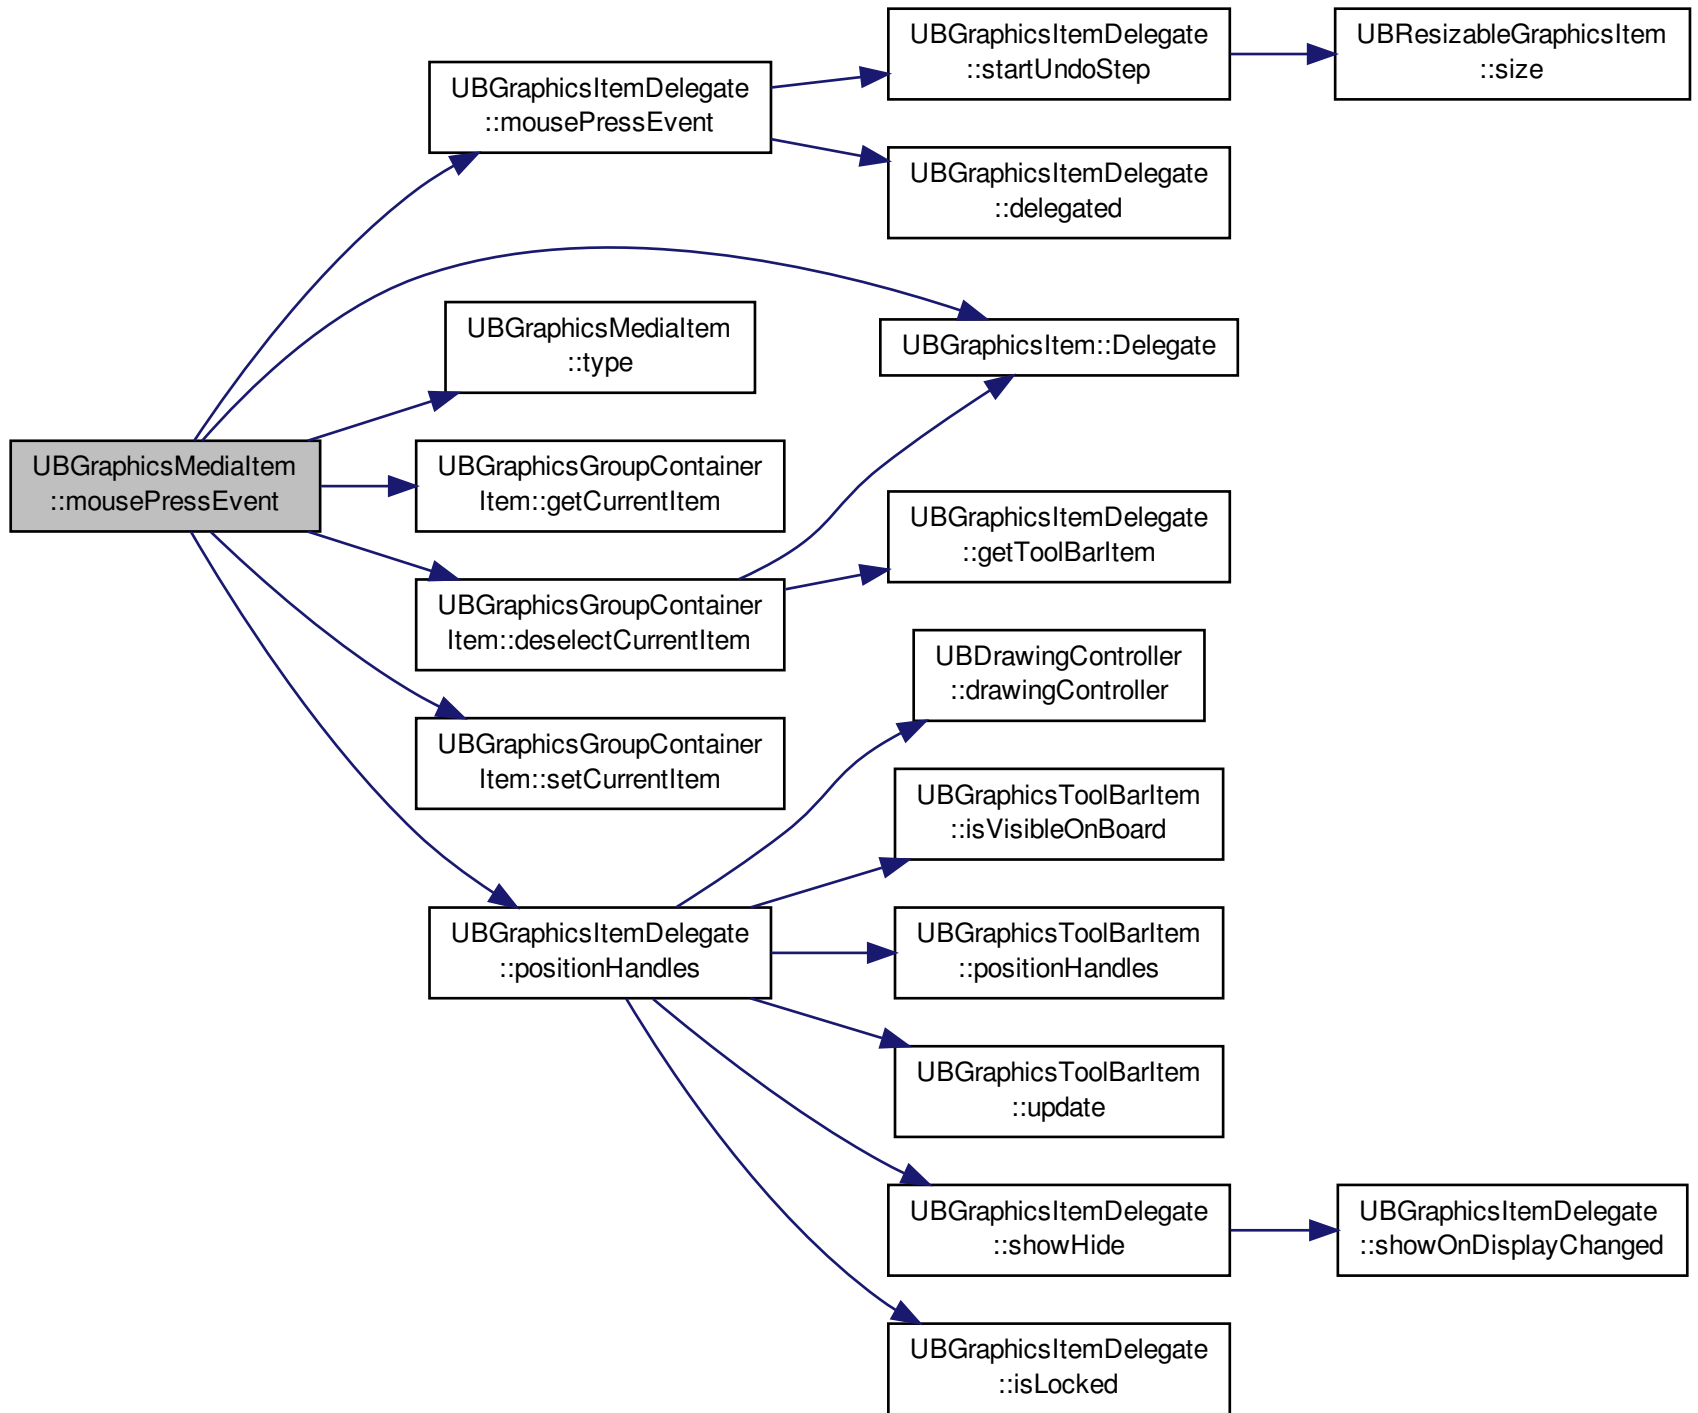 UBGraphicsItemDelegate
::startUndoStep
UBResizableGraphicsItem
::size
UBGraphicsItemDelegate
::mousePressEvent
UBGraphicsItemDelegate
::delegated
UBGraphicsMediaItem
::type
UBGraphicsItem::Delegate
UBGraphicsMediaItem
::mousePressEvent
UBGraphicsGroupContainer
Item::getCurrentItem
UBGraphicsItemDelegate
::getToolBarItem
UBGraphicsGroupContainer
Item::deselectCurrentItem
UBDrawingController
::drawingController
UBGraphicsGroupContainer
Item::setCurrentItem
UBGraphicsToolBarItem
::isVisibleOnBoard
UBGraphicsItemDelegate
::positionHandles
UBGraphicsToolBarItem
::positionHandles
UBGraphicsToolBarItem
::update
UBGraphicsItemDelegate
::showHide
UBGraphicsItemDelegate
::showOnDisplayChanged
UBGraphicsItemDelegate
::isLocked